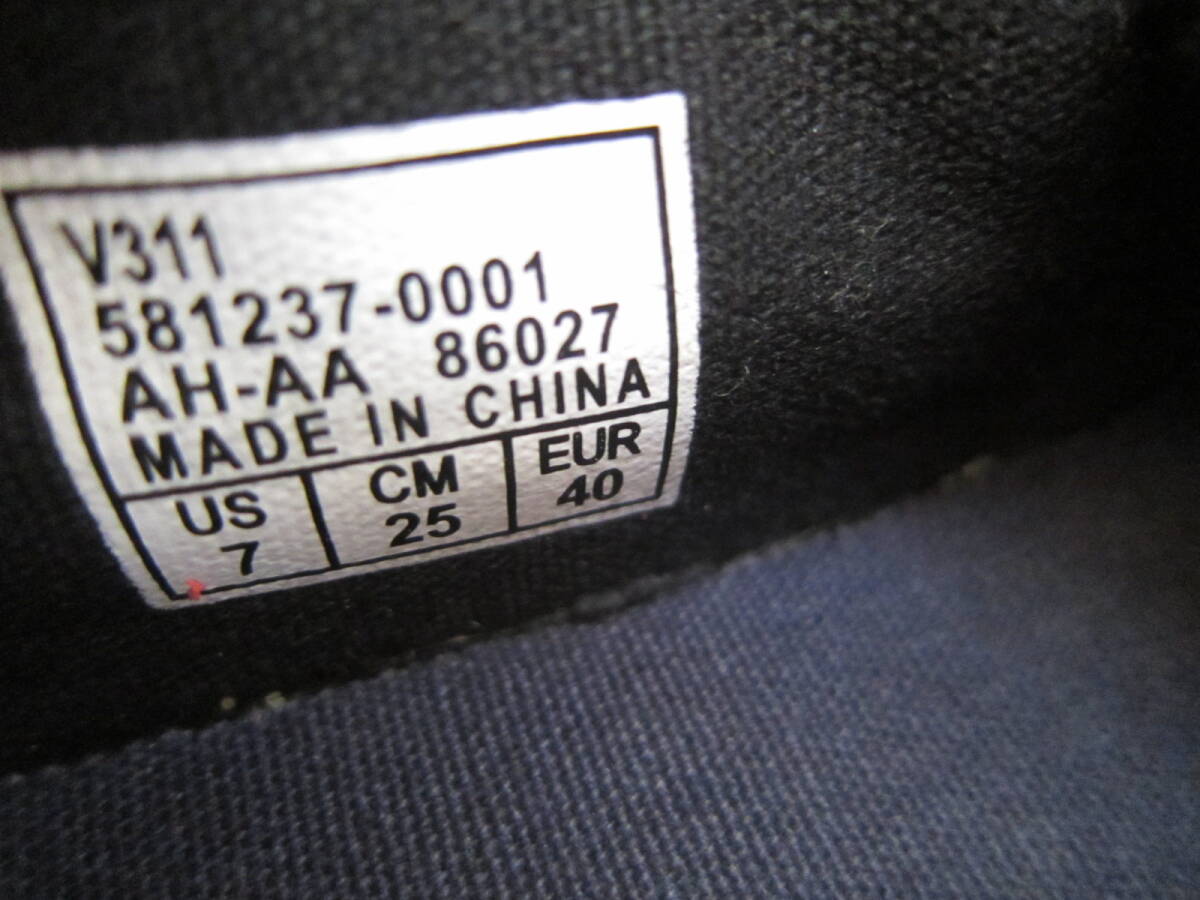 V311
581237-0001
AH-AA 86027
MADE IN CHINA
US CM EUR
7 25 40